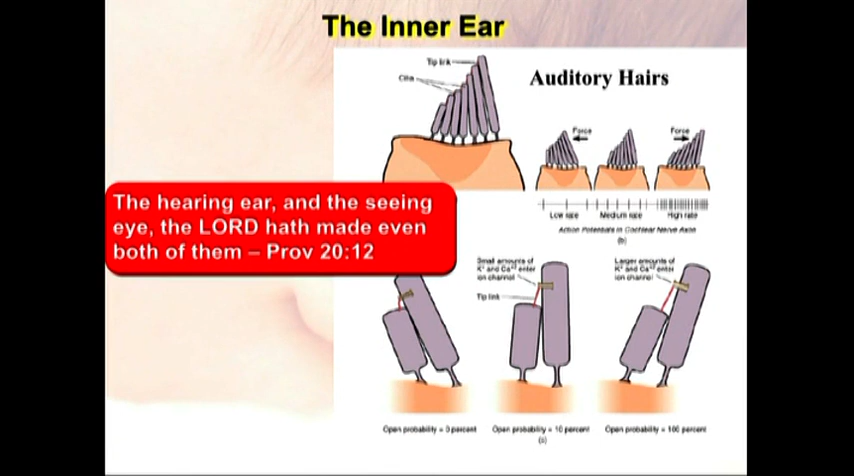 The Inner Ear
Auditory Hairs
Tip link
Cilia
Force
Force
The hearing ear, and the seeing
eye, the LORD hath made even
both of them – Prov 20:12
Low rate
Medium rate
High rate
Action Potentials in Cochlear Nerve Axon
(b)
Small amounts of
K+ and Ca+2 enter
ion channel
Tip link
Larger amounts of
K+ and Ca+2 enter
ion channel
Open probability = 0 percent
Open probability = 10 percent
Open probability = 100 percent
(c)